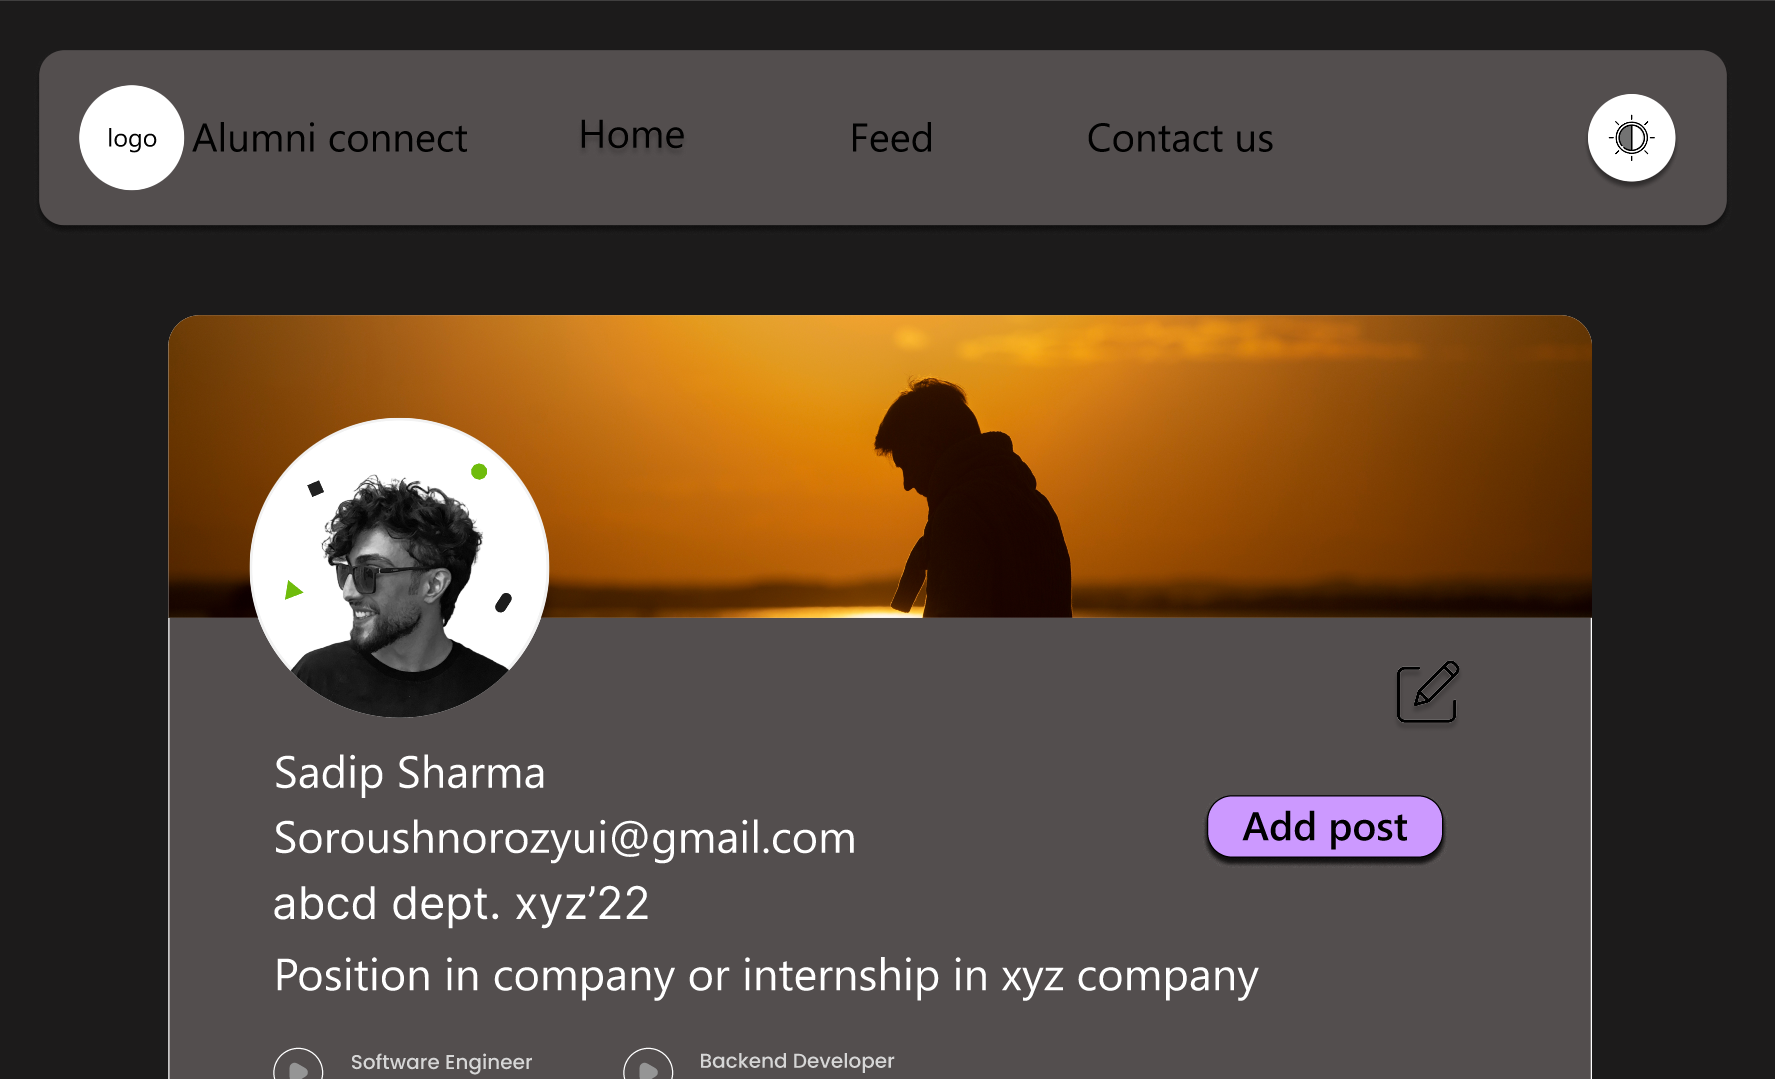 logo
Alumni connect
Home
Feed
Contact us
Sadip Sharma
Add post
Soroushnorozyui@gmail.com
abcd dept. xyz’22
Position in company or internship in xyz company
Software Engineer
Backend Developer